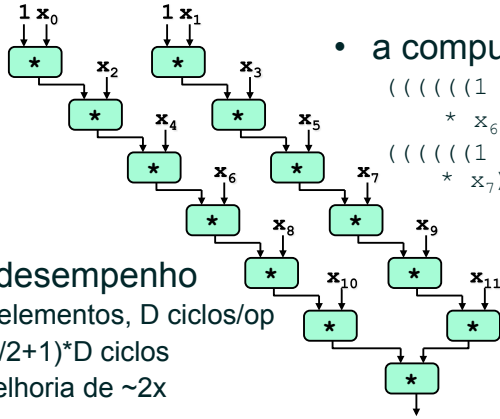 1 x0 1 x1
* *
x2 x3
* *
x4 x5
* *
x6 x7
* *
x8 x9
* *
x10 x11
* *
*
• a compu
((((((1
* x6
((((((1
* x7)
desempenho
elementos, D ciclos/op
/2+1)*D ciclos
elhoria de ~2x